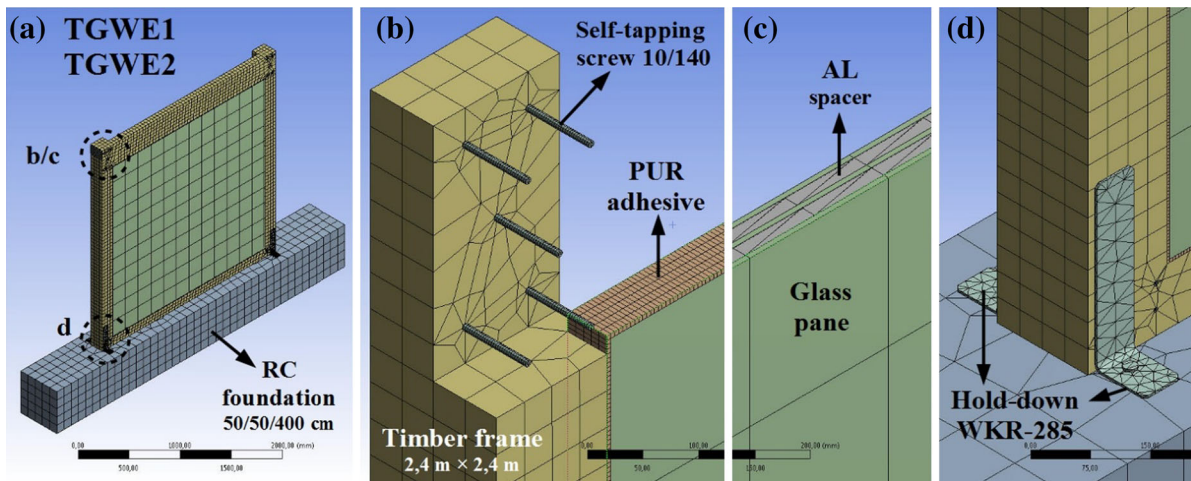 (a) TGWE1
TGWE2
b/c
d
RC
foundation
50/50/400 cm
0,00 1000,00 2000,00 (mm)
500,00 1500,00
(b)
Self-tapping
screw 10/140
PUR
adhesive
Timber frame
2,4 m × 2,4 m
0,00 100,00
50,00
(c)
AL
spacer
Glass
pane
200,00
150,00
(d)
Hold-down
WKR-285
0,00 150,00
75,00